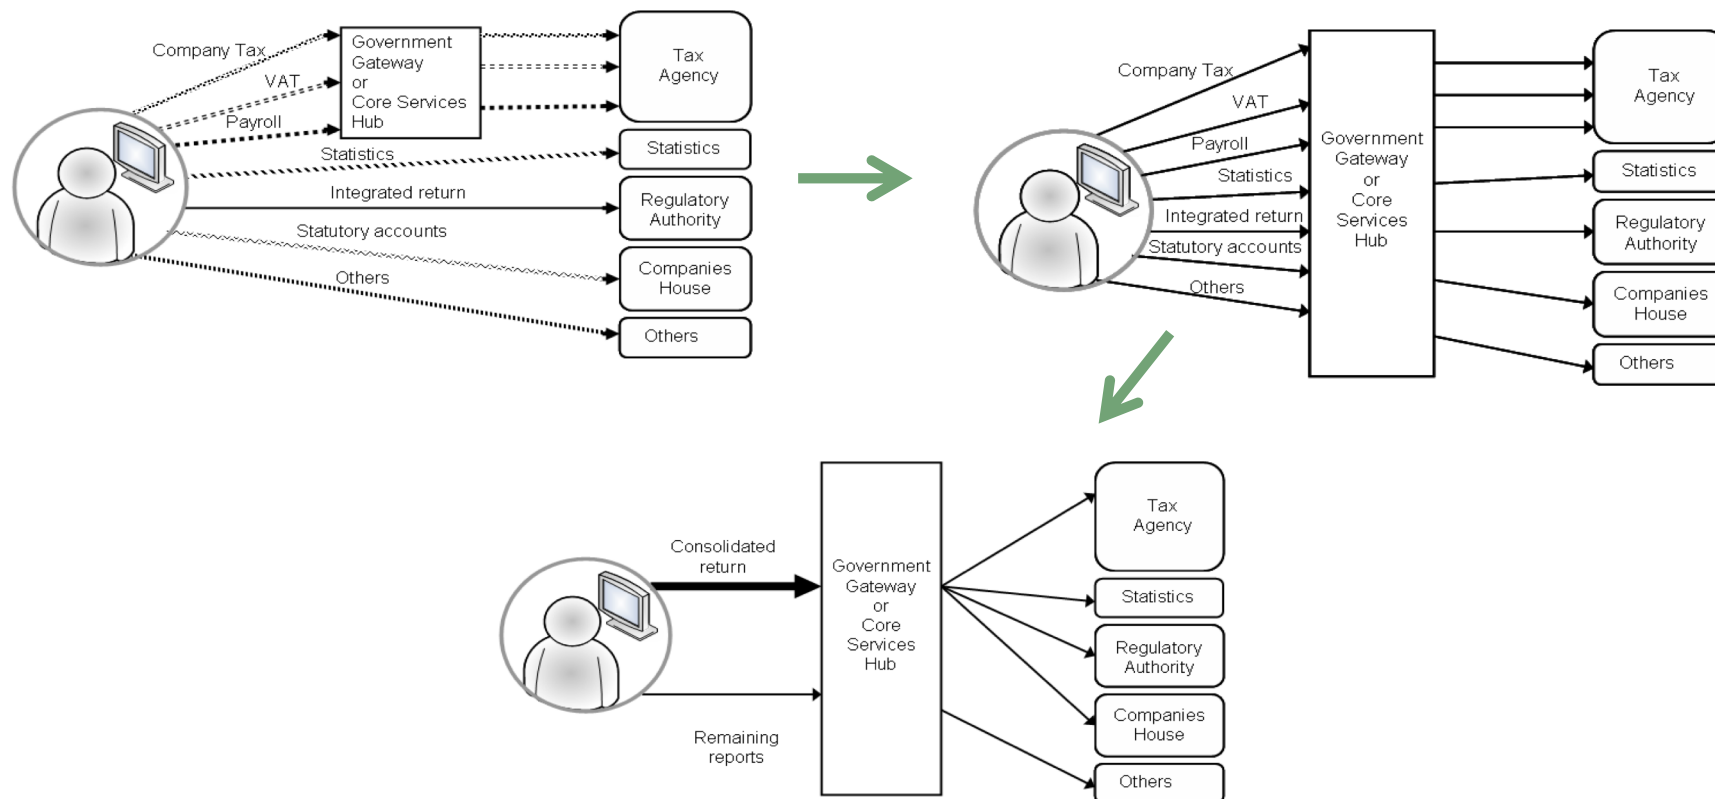 Company Tax
VAT
Payroll
Government
Gateway
or
Core Services
Hub
Tax
Agency
Statistics
Statistics
Integrated return
Regulatory
Authority
Statutory accounts
Companies
House
Others
Others
Company Tax
VAT
Payroll
Statistics
Integrated return
Statutory accounts
Others
Government
Gateway
or
Core
Services
Hub
Tax
Agency
Statistics
Regulatory
Authority
Companies
House
Others
Consolidated
return
Remaining
reports
Government
Gateway
or
Core
Services
Hub
Tax
Agency
Statistics
Regulatory
Authority
Companies
House
Others